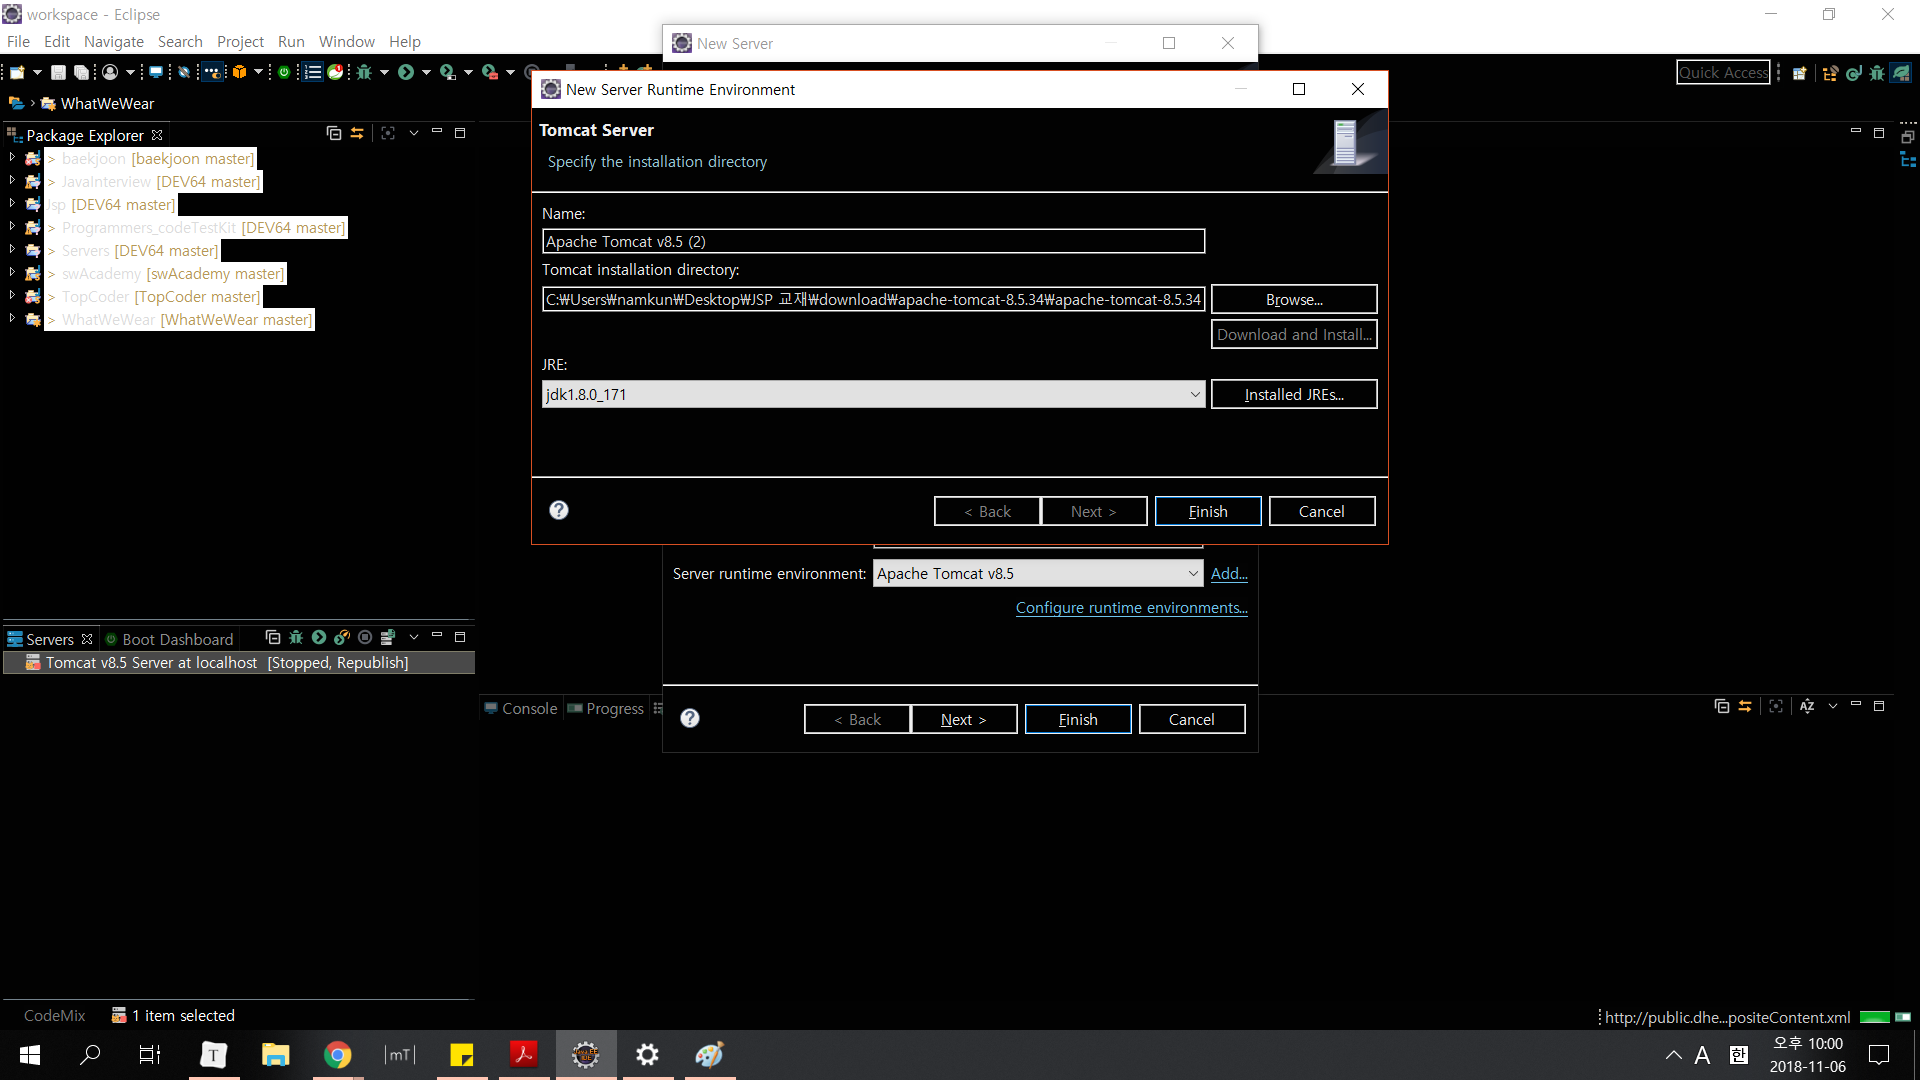 workspace - Eclipse
File Edit Navigate Search Project Run Window Help
Quick Access
WhatWeWear
Package Explorer
> baekjoon [baekjoon master]
> JavaInterview [DEV64 master]
Jsp [DEV64 master]
> Programmers_codeTestKit [DEV64 master]
> Servers [DEV64 master]
> swAcademy [swAcademy master]
> TopCoder [TopCoder master]
> WhatWeWear [WhatWeWear master]
New Server
New Server Runtime Environment
Tomcat Server
Specify the installation directory
Name:
Apache Tomcat v8.5 (2)
Tomcat installation directory:
C:₩Users₩namkun₩Desktop₩JSP 교재₩download₩apache-tomcat-8.5.34₩apache-tomcat-8.5.34
Browse...
Download and Install...
JRE:
jdk1.8.0_171
Installed JREs...
< Back Next > Finish Cancel
Server runtime environment: Apache Tomcat v8.5 Add...
Configure runtime environments...
< Back Next > Finish Cancel
Servers Boot Dashboard
Tomcat v8.5 Server at localhost [Stopped, Republish]
Console Progress
CodeMix 1 item selected
http://public.dhe...positeContent.xml
T
|mT|
A 한
오후 10:00
2018-11-06